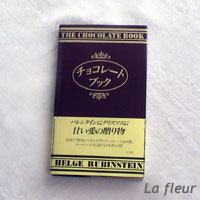 THE CHOCOLATE BOOK
チョコレート
ブック
バレンタインにクリスマスに
甘い愛の贈り物
HELGE RUBINSTEIN
La fleur